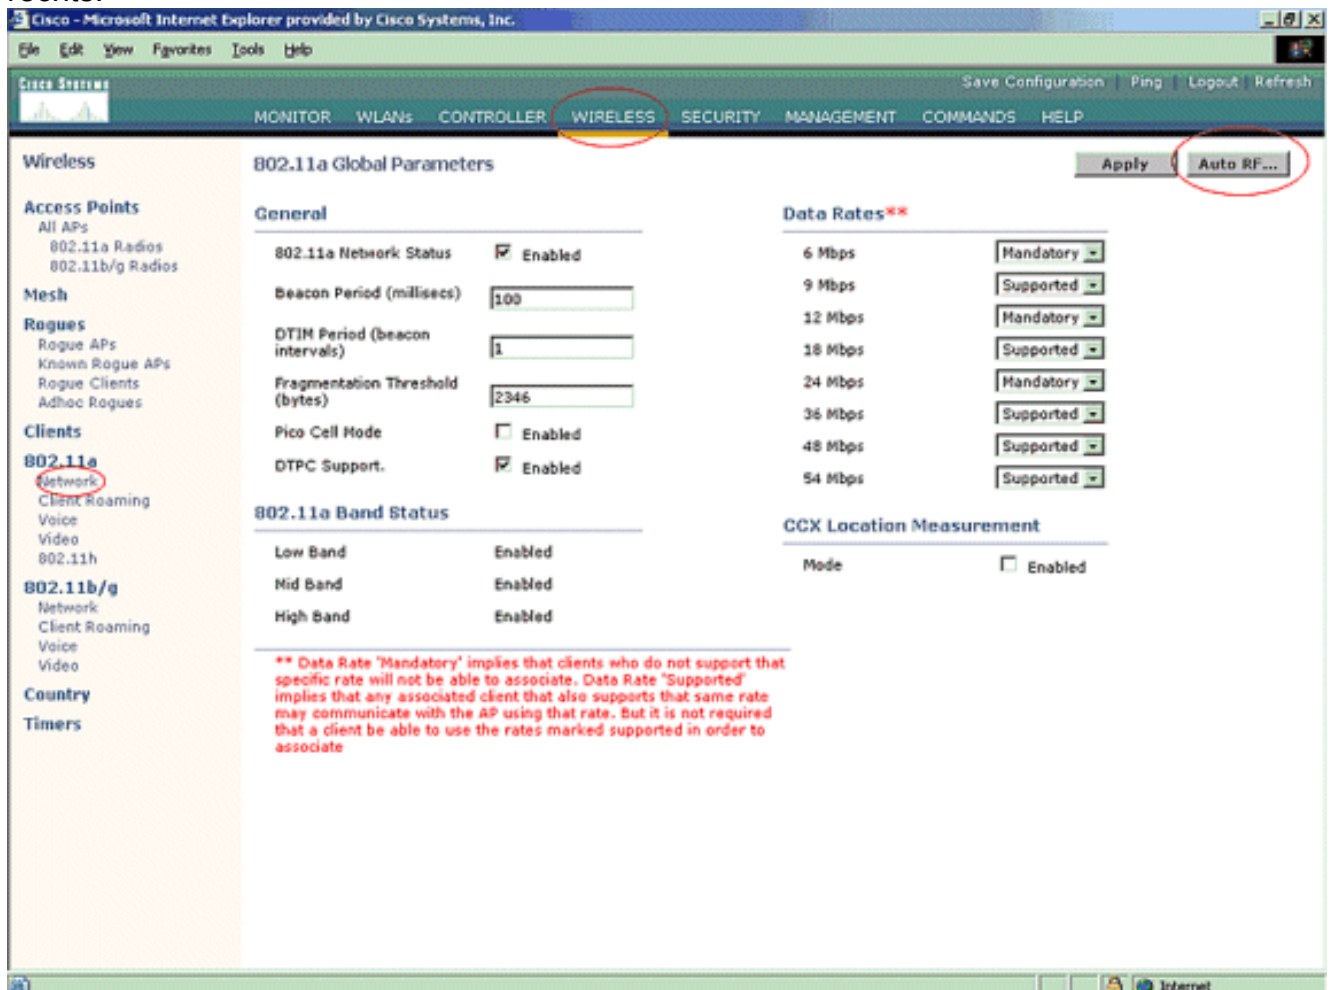 Cisco - Microsoft Internet Explorer provided by Cisco Systems, Inc.
File Edit View Favorites Tools Help
Cisco Systems
Save Configuration | Ping | Logout | Refresh
MONITOR WLANs CONTROLLER WIRELESS SECURITY MANAGEMENT COMMANDS HELP
Wireless
Access Points
All APs
802.11a Radios
802.11b/g Radios
Mesh
Rogues
Rogue APs
Known Rogue APs
Rogue Clients
Adhoc Rogues
Clients
802.11a
Network
Client Roaming
Voice
Video
802.11h
802.11b/g
Network
Client Roaming
Voice
Video
Country
Timers
802.11a Global Parameters
Apply Auto RF...
General
802.11a Network Status Enabled
Beacon Period (millisecs) 100
DTIM Period (beacon
intervals) 1
Fragmentation Threshold
(bytes) 2346
Pico Cell Mode Enabled
DTPC Support. Enabled
802.11a Band Status
Low Band Enabled
Mid Band Enabled
High Band Enabled
Data Rates**
6 Mbps Mandatory
9 Mbps Supported
12 Mbps Mandatory
18 Mbps Supported
24 Mbps Mandatory
36 Mbps Supported
48 Mbps Supported
54 Mbps Supported
CCX Location Measurement
Mode Enabled
** Data Rate 'Mandatory' implies that clients who do not support that
specific rate will not be able to associate. Data Rate 'Supported'
implies that any associated client that also supports that same rate
may communicate with the AP using that rate. But it is not required
that a client be able to use the rates marked supported in order to
associate
Internet